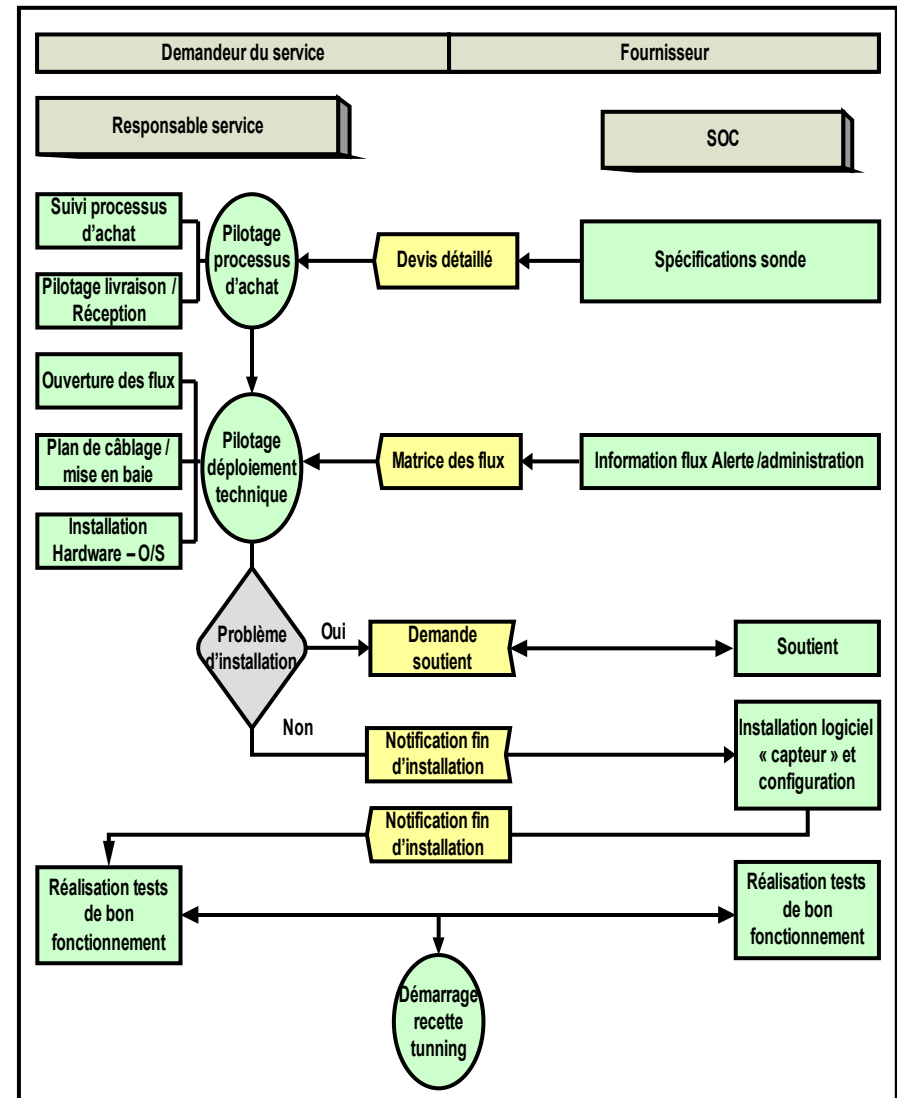 Demandeur du service
Fournisseur
Responsable service
SOC
Suivi processus
d'achat
Pilotage
processus
d'achat
Devis détaillé
Spécifications sonde
Pilotage livraison /
Réception
Ouverture des flux
Plan de câblage /
mise en baie
Pilotage
déploiement
technique
Matrice des flux
Information flux Alerte /administration
Installation
Hardware – O/S
Problème
d'installation
Oui
Demande
soutient
Soutient
Non
Notification fin
d'installation
Installation logiciel
« capteur » et
configuration
Notification fin
d'installation
Réalisation tests
de bon
fonctionnement
Réalisation tests
de bon
fonctionnement
Démarrage
recette
tunning